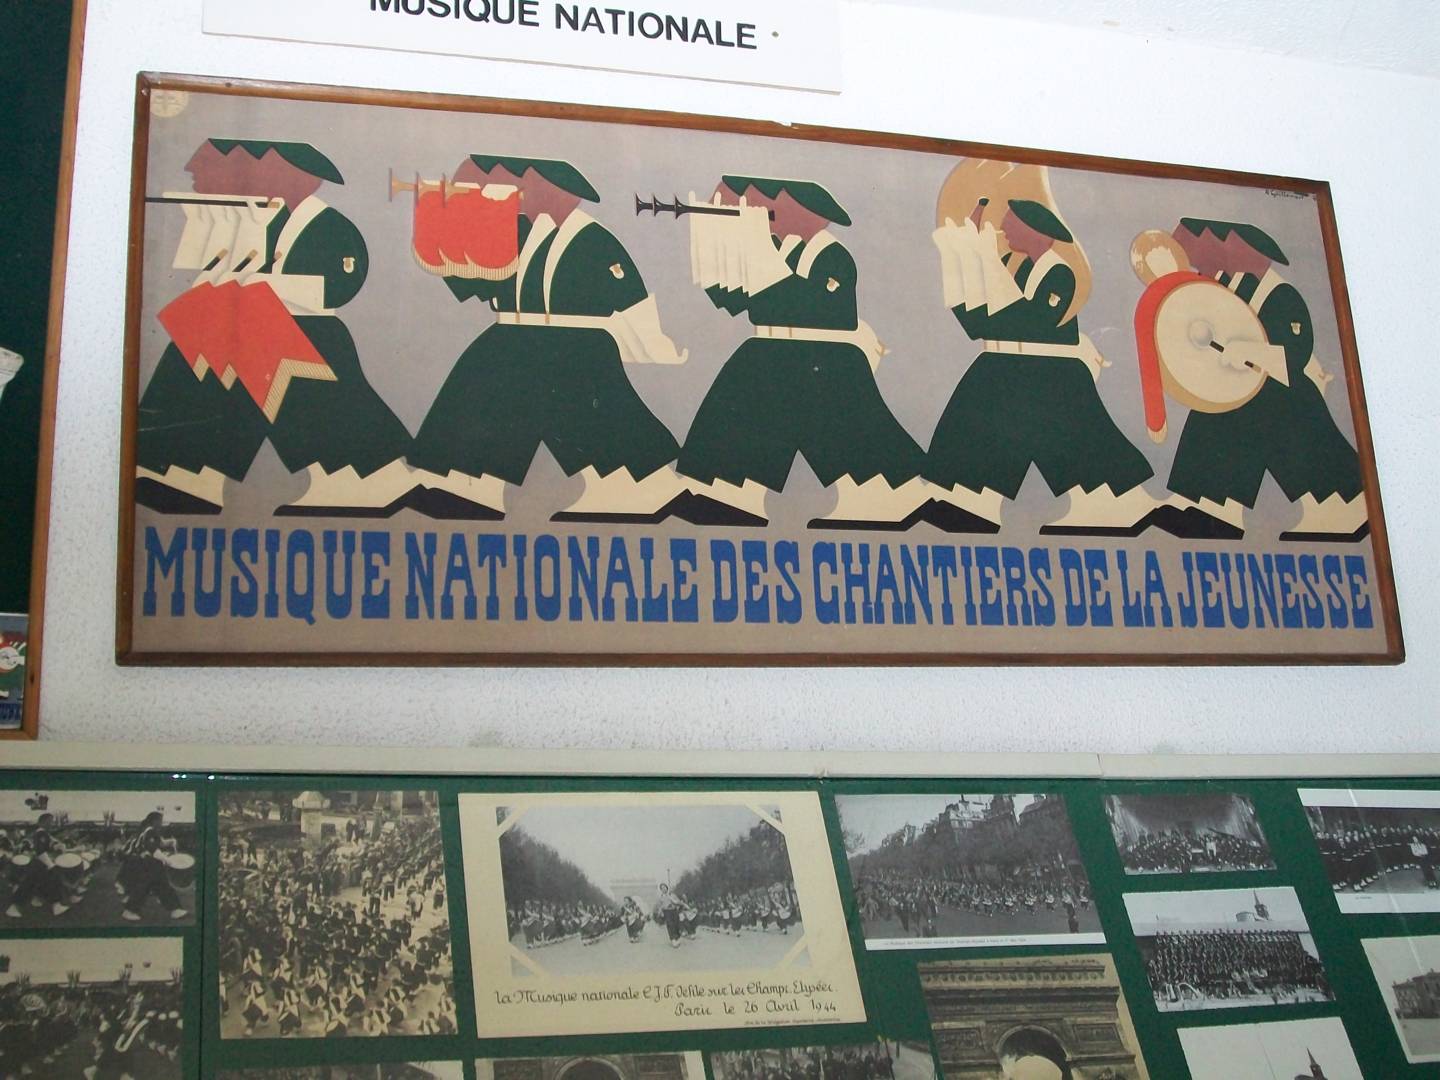 MUSIQUE NATIONALE
MUSIQUE NATIONALE DES CHANTIERS DE LA JEUNESSE
La Musique nationale C.J.F. défile sur les Champs. Elysées.
Paris le 26 Avril 1944